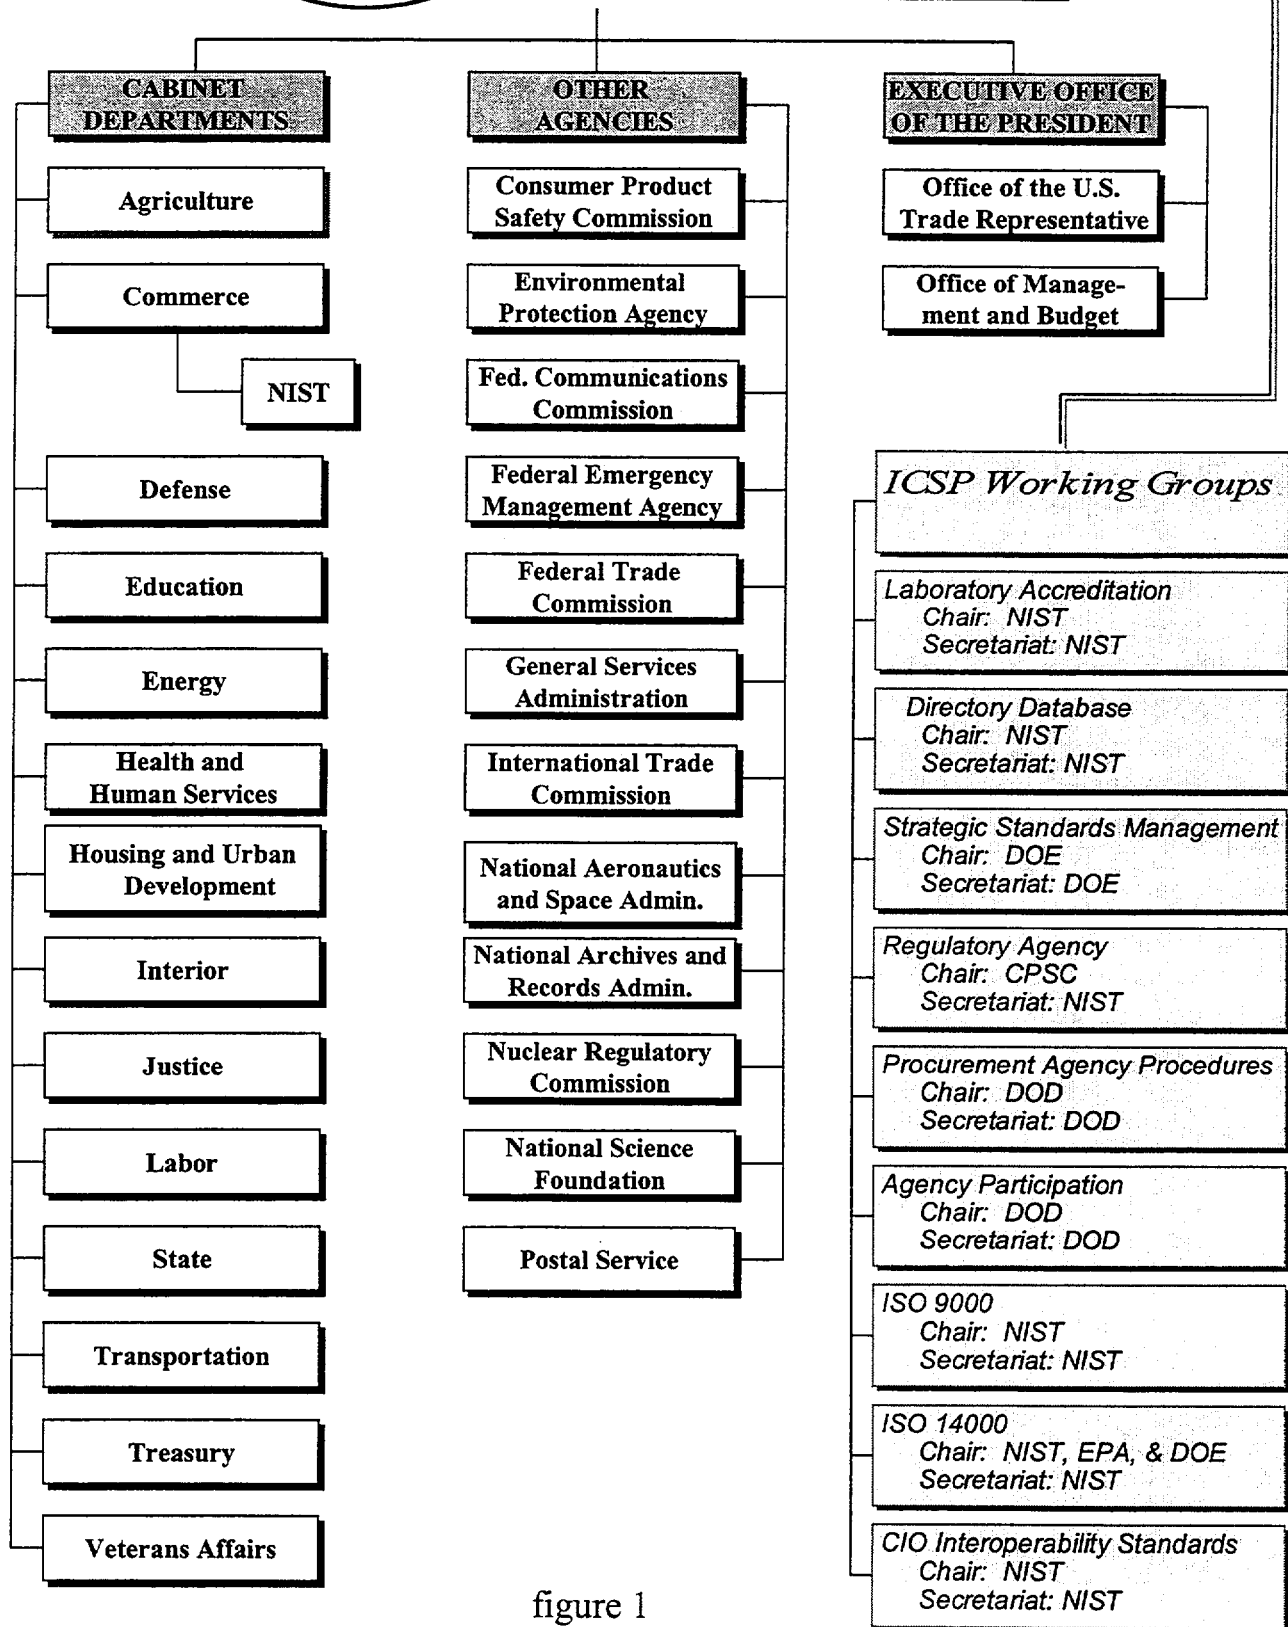 CABINET
DEPARTMENTS
Agriculture
Commerce
NIST
Defense
Education
Energy
Health and
Human Services
Housing and Urban
Development
Interior
Justice
Labor
State
Transportation
Treasury
Veterans Affairs
OTHER
AGENCIES
Consumer Product
Safety Commission
Environmental
Protection Agency
Fed. Communications
Commission
Federal Emergency
Management Agency
Federal Trade
Commission
General Services
Administration
International Trade
Commission
National Aeronautics
and Space Admin.
National Archives and
Records Admin.
Nuclear Regulatory
Commission
National Science
Foundation
Postal Service
EXECUTIVE OFFICE
OF THE PRESIDENT
Office of the U.S.
Trade Representative
Office of Manage-
ment and Budget
ICSP Working Groups
Laboratory Accreditation
Chair: NIST
Secretariat: NIST
Directory Database
Chair: NIST
Secretariat: NIST
Strategic Standards Management
Chair: DOE
Secretariat: DOE
Regulatory Agency
Chair: CPSC
Secretariat: NIST
Procurement Agency Procedures
Chair: DOD
Secretariat: DOD
Agency Participation
Chair: DOD
Secretariat: DOD
ISO 9000
Chair: NIST
Secretariat: NIST
ISO 14000
Chair: NIST, EPA, & DOE
Secretariat: NIST
CIO Interoperability Standards
Chair: NIST
Secretariat: NIST
figure 1